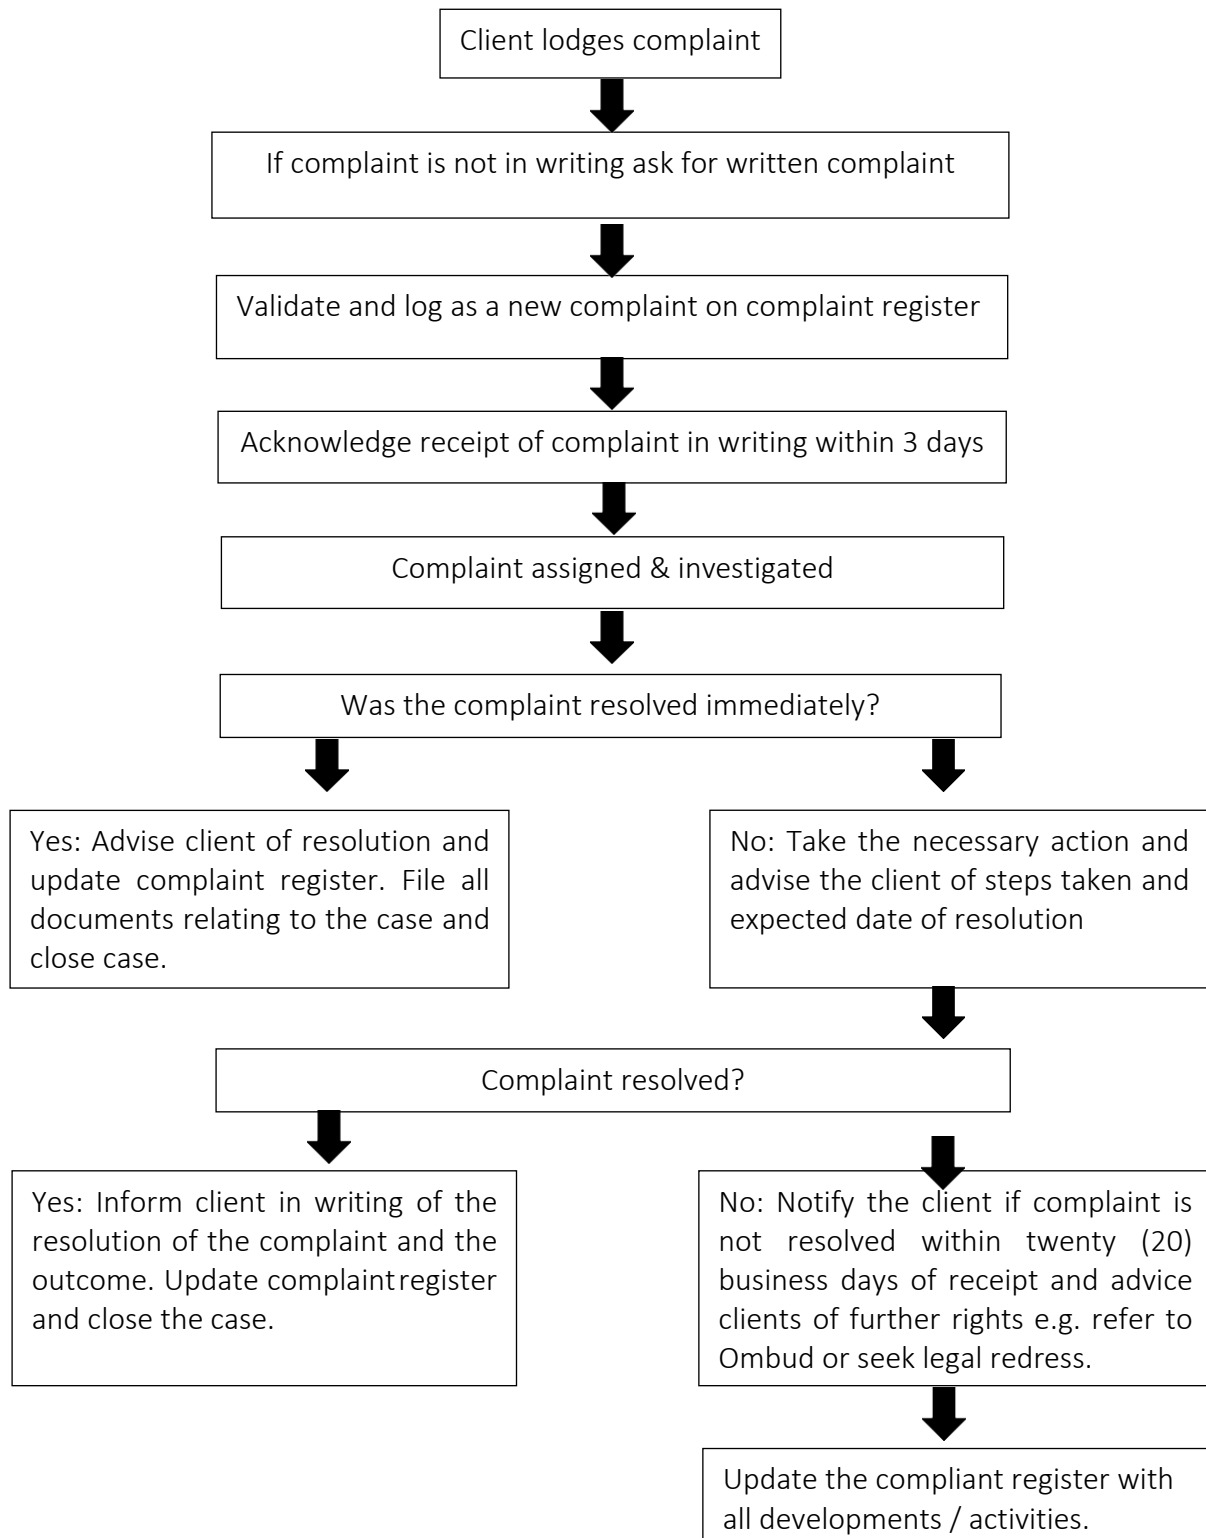 Client lodges complaint
If complaint is not in writing ask for written complaint
Validate and log as a new complaint on complaint register
Acknowledge receipt of complaint in writing within 3 days
Complaint assigned & investigated
Was the complaint resolved immediately?
Yes: Advise client of resolution and
update complaint register. File all
documents relating to the case and
close case.
No: Take the necessary action and
advise the client of steps taken and
expected date of resolution
Complaint resolved?
Yes: Inform client in writing of the
resolution of the complaint and the
outcome. Update complaint register
and close the case.
No: Notify the client if complaint is
not resolved within twenty (20)
business days of receipt and advice
clients of further rights e.g. refer to
Ombud or seek legal redress.
Update the compliant register with
all developments / activities.